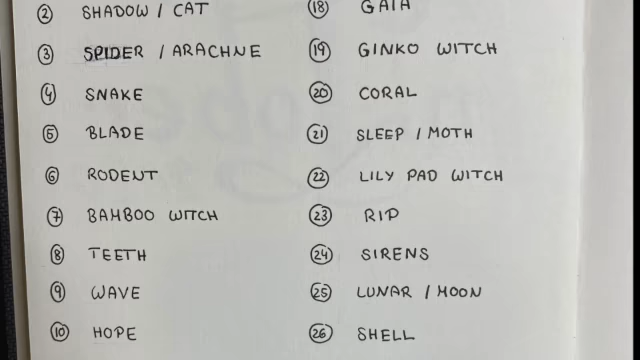 ② SHADOW / CAT
③ SPIDER / ARACHNE
④ SNAKE
⑤ BLADE
⑥ RODENT
⑦ BAMBOO WITCH
⑧ TEETH
⑨ WAVE
⑩ HOPE
⑱ GAIA
⑲ GINKO WITCH
⑳ CORAL
㉑ SLEEP / MOTH
㉒ LILY PAD WITCH
㉓ RIP
㉔ SIRENS
㉕ LUNAR / MOON
㉖ SHELL